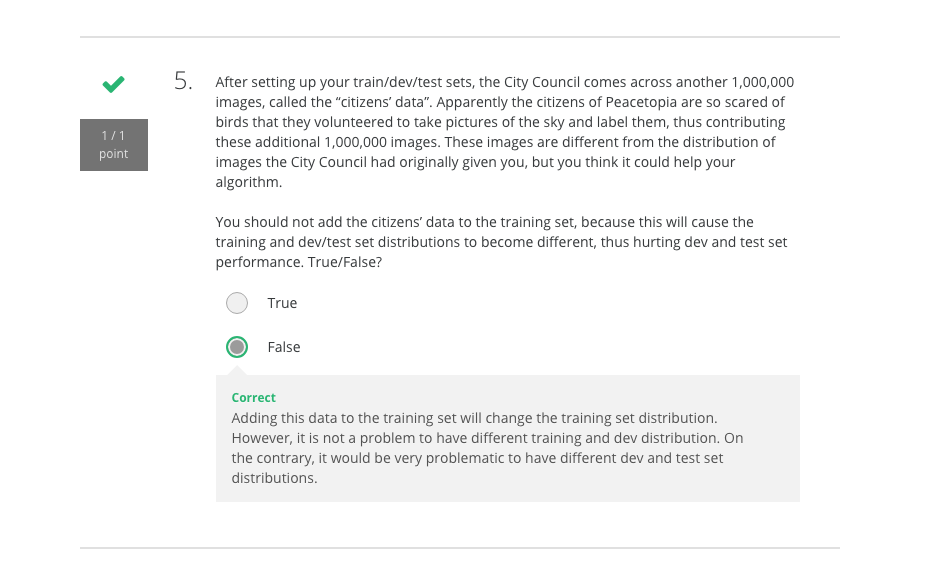 5.
After setting up your train/dev/test sets, the City Council comes across another 1,000,000
images, called the “citizens’ data”. Apparently the citizens of Peacetopia are so scared of
birds that they volunteered to take pictures of the sky and label them, thus contributing
these additional 1,000,000 images. These images are different from the distribution of
images the City Council had originally given you, but you think it could help your
algorithm.
1 / 1
point
You should not add the citizens’ data to the training set, because this will cause the
training and dev/test set distributions to become different, thus hurting dev and test set
performance. True/False?
True
False
Correct
Adding this data to the training set will change the training set distribution.
However, it is not a problem to have different training and dev distribution. On
the contrary, it would be very problematic to have different dev and test set
distributions.